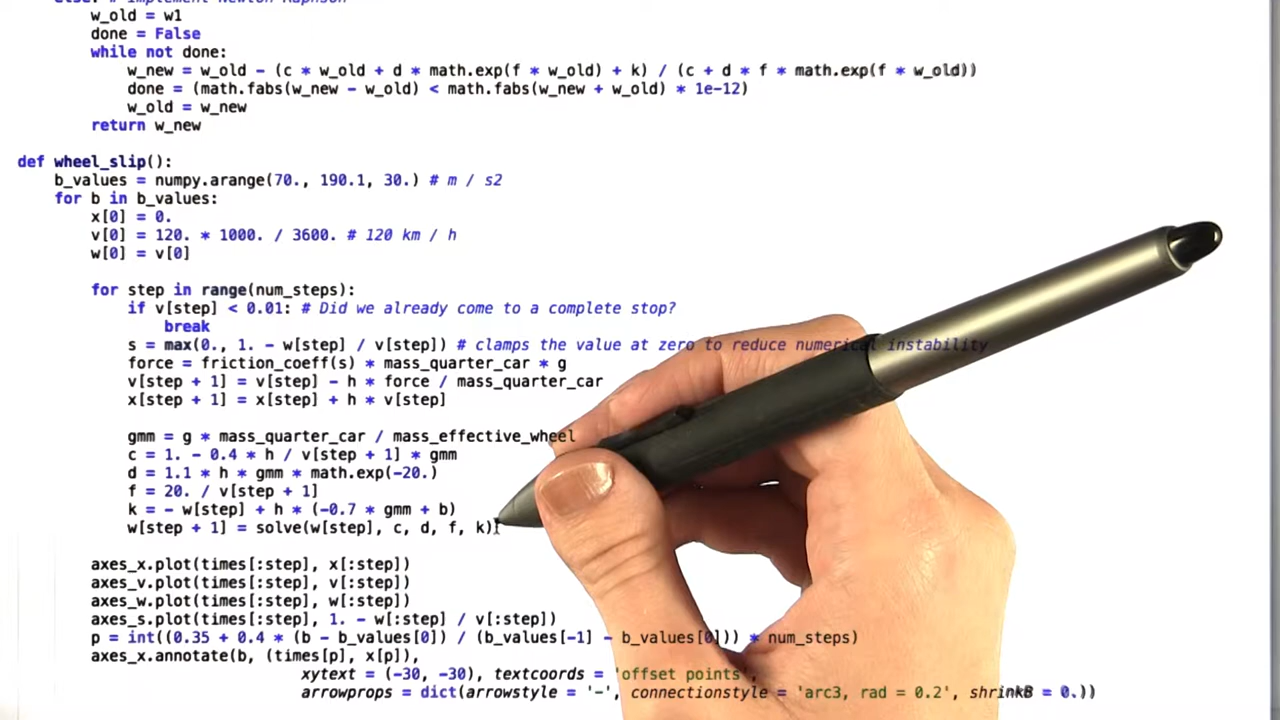 else: # Implement Newton-Raphson
w_old = w1
done = False
while not done:
w_new = w_old - (c * w_old + d * math.exp(f * w_old) + k) / (c + d * f * math.exp(f * w_old))
done = (math.fabs(w_new - w_old) < math.fabs(w_new + w_old) * 1e-12)
w_old = w_new
return w_new
def wheel_slip():
b_values = numpy.arange(70., 190.1, 30.) # m / s2
for b in b_values:
x[0] = 0.
v[0] = 120. * 1000. / 3600. # 120 km / h
w[0] = v[0]
for step in range(num_steps):
if v[step] < 0.01: # Did we already come to a complete stop?
break
s = max(0., 1. - w[step] / v[step]) # clamps the value at zero to reduce numerical instability
force = friction_coeff(s) * mass_quarter_car * g
v[step + 1] = v[step] - h * force / mass_quarter_car
x[step + 1] = x[step] + h * v[step]
gmm = g * mass_quarter_car / mass_effective_wheel
c = 1. - 0.4 * h / v[step + 1] * gmm
d = 1.1 * h * gmm * math.exp(-20.)
f = 20. / v[step + 1]
k = - w[step] + h * (-0.7 * gmm + b)
w[step + 1] = solve(w[step], c, d, f, k)
axes_x.plot(times[:step], x[:step])
axes_v.plot(times[:step], v[:step])
axes_w.plot(times[:step], w[:step])
axes_s.plot(times[:step], 1. - w[:step] / v[:step])
p = int((0.35 + 0.4 * (b - b_values[0]) / (b_values[-1] - b_values[0])) * num_steps)
axes_x.annotate(b, (times[p], x[p]),
xytext = (-30, -30), textcoords = 'offset points',
arrowprops = dict(arrowstyle = '-', connectionstyle = 'arc3, rad = 0.2', shrinkB = 0.))